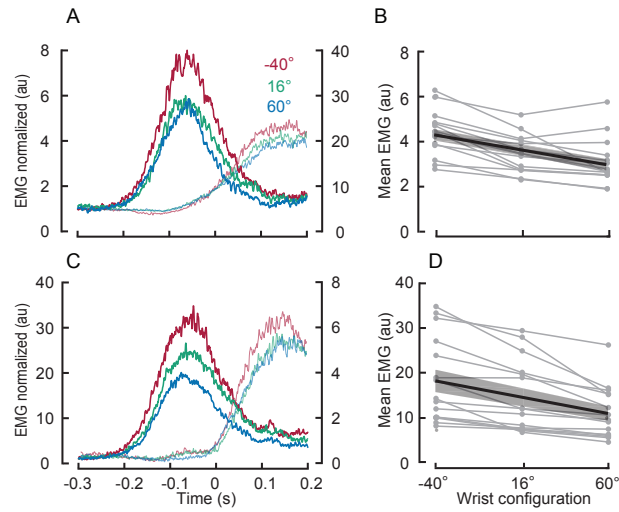 A
EMG normalized (au)
8
6
4
2
0
40
30
20
10
0
-40°
16°
60°
B
Mean EMG (au)
8
6
4
2
0
C
EMG normalized (au)
40
30
20
10
0
8
6
4
2
0
-0.3 -0.2 -0.1 0 0.1 0.2
Time (s)
D
Mean EMG (au)
40
30
20
10
0
-40° 16° 60°
Wrist configuration